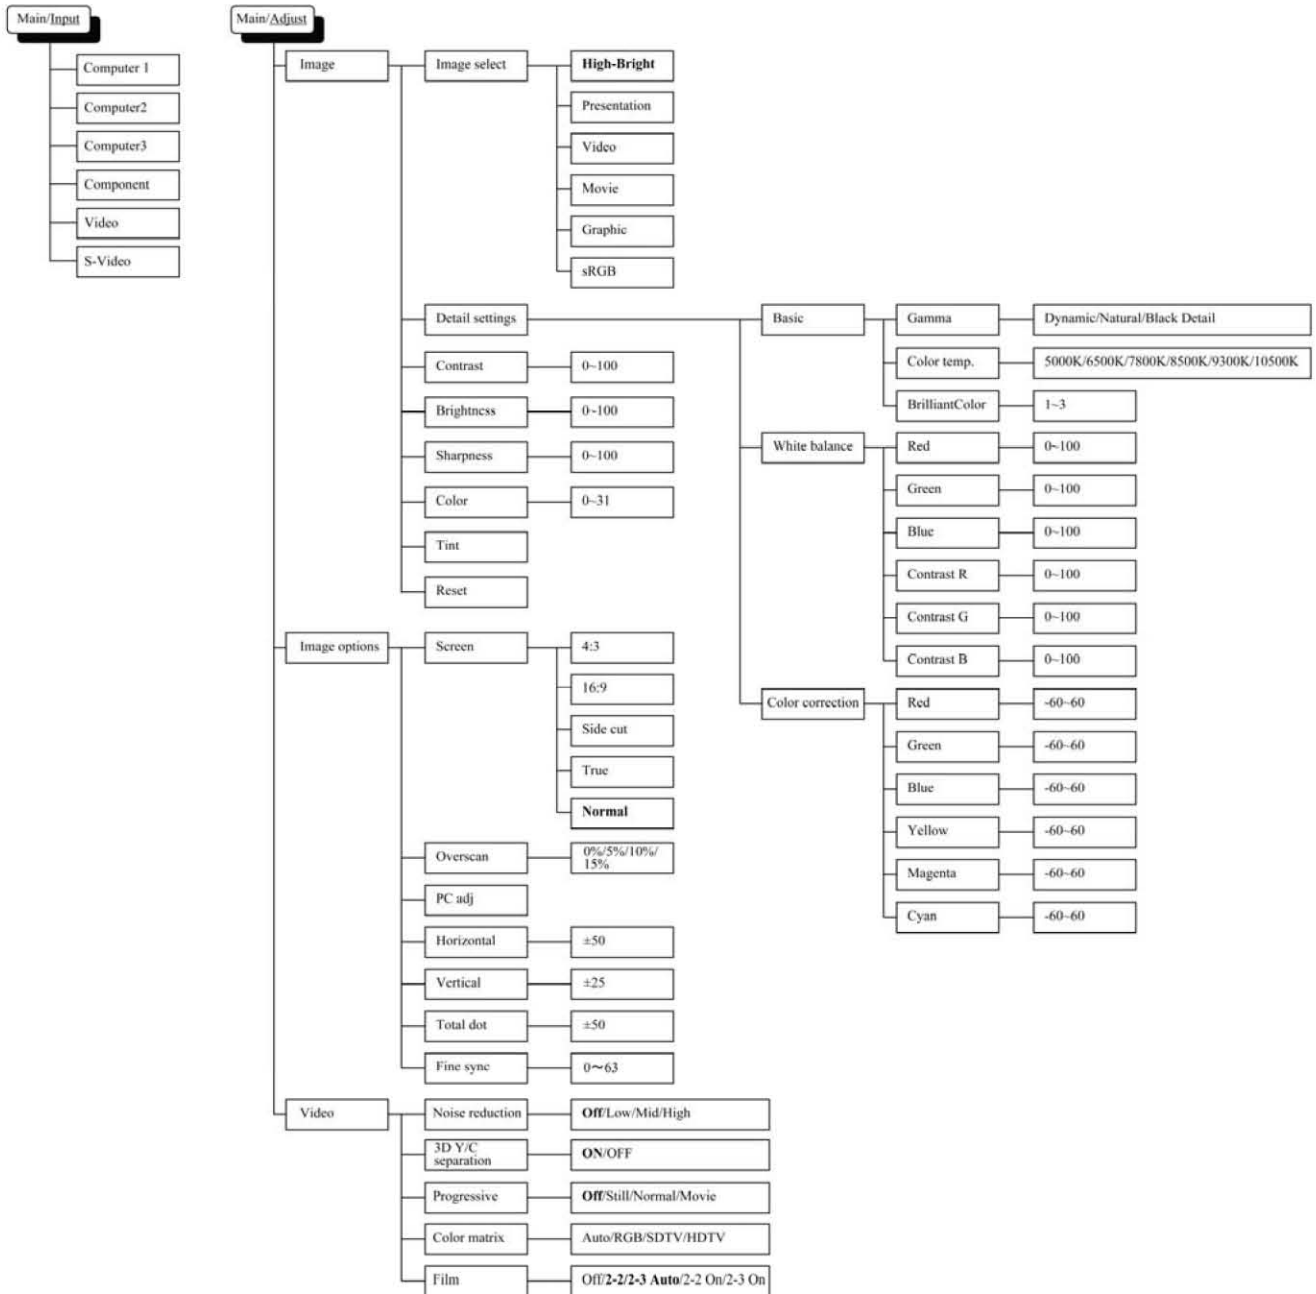 Main/Input
Computer 1
Computer2
Computer3
Component
Video
S-Video
Main/Adjust
Image
Image select
High-Bright
Presentation
Video
Movie
Graphic
sRGB
Detail settings
Basic
Gamma
Dynamic/Natural/Black Detail
Color temp.
5000K/6500K/7800K/8500K/9300K/10500K
BrilliantColor
1~3
White balance
Red
0~100
Green
0~100
Blue
0~100
Contrast R
0~100
Contrast G
0~100
Contrast B
0~100
Color correction
Red
-60~60
Green
-60~60
Blue
-60~60
Yellow
-60~60
Magenta
-60~60
Cyan
-60~60
Contrast
0~100
Brightness
0~100
Sharpness
0~100
Color
0~31
Tint
Reset
Image options
Screen
4:3
16:9
Side cut
True
Normal
Overscan
0%/5%/10%/
15%
PC adj
Horizontal
±50
Vertical
±25
Total dot
±50
Fine sync
0～63
Video
Noise reduction
Off/Low/Mid/High
3D Y/C
separation
ON/OFF
Progressive
Off/Still/Normal/Movie
Color matrix
Auto/RGB/SDTV/HDTV
Film
Off/2-2/2-3 Auto/2-2 On/2-3 On